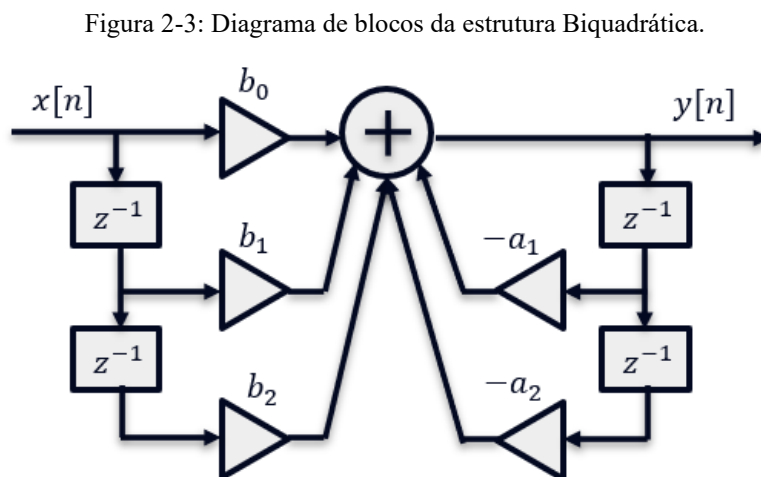 Figura 2-3: Diagrama de blocos da estrutura Biquadrática.
x[n]
b₀
+
y[n]
z⁻¹
z⁻¹
b₁
−a₁
z⁻¹
z⁻¹
b₂
−a₂